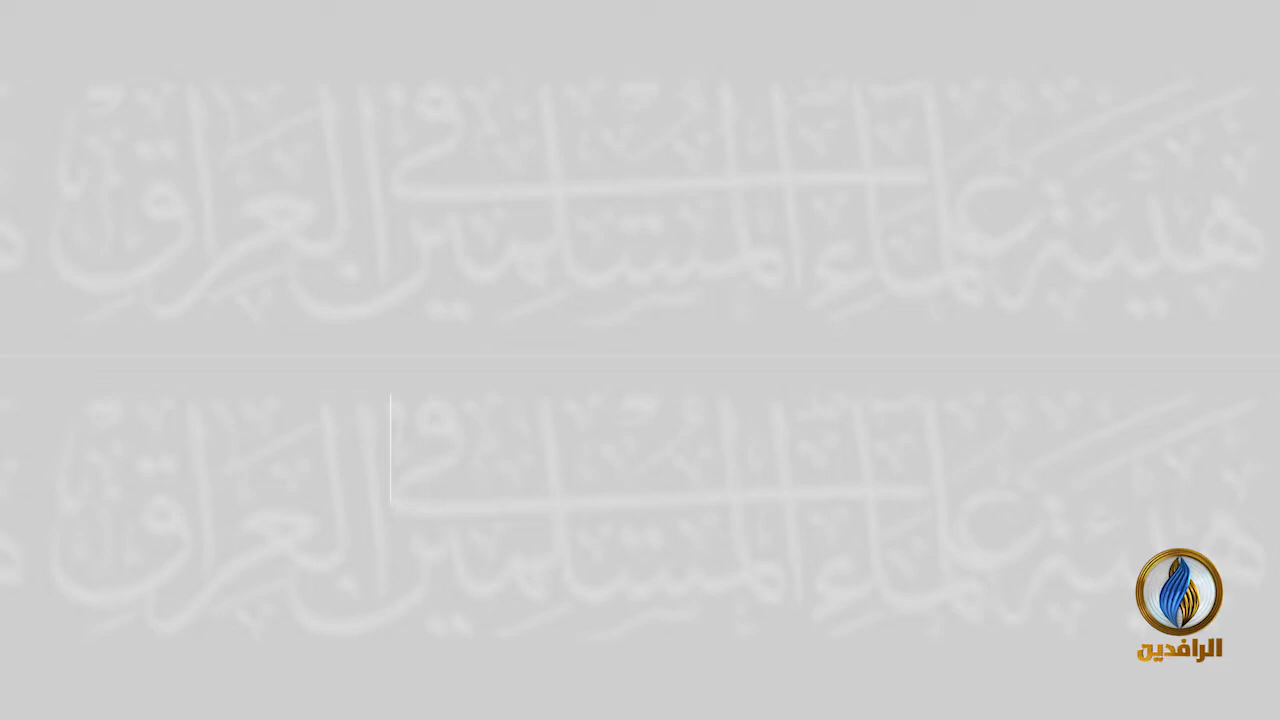 هيئة علماء المسلمين في العراق
هيئة علماء المسلمين في العراق
الرافدين